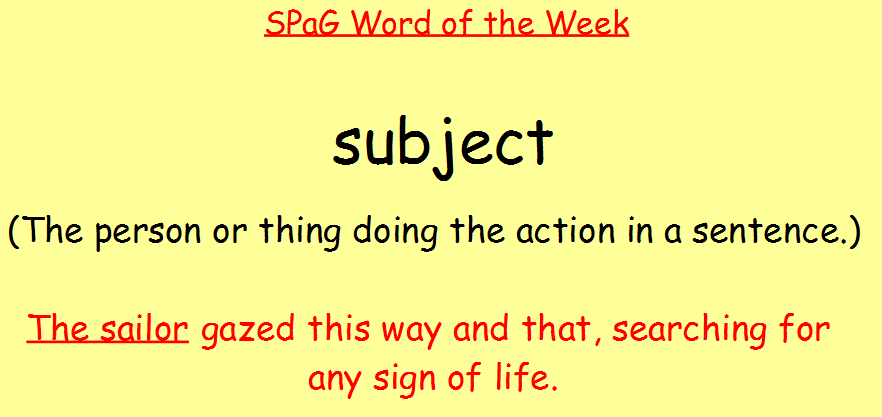 SPaG Word of the Week
subject
(The person or thing doing the action in a sentence.)
The sailor gazed this way and that, searching for
any sign of life.